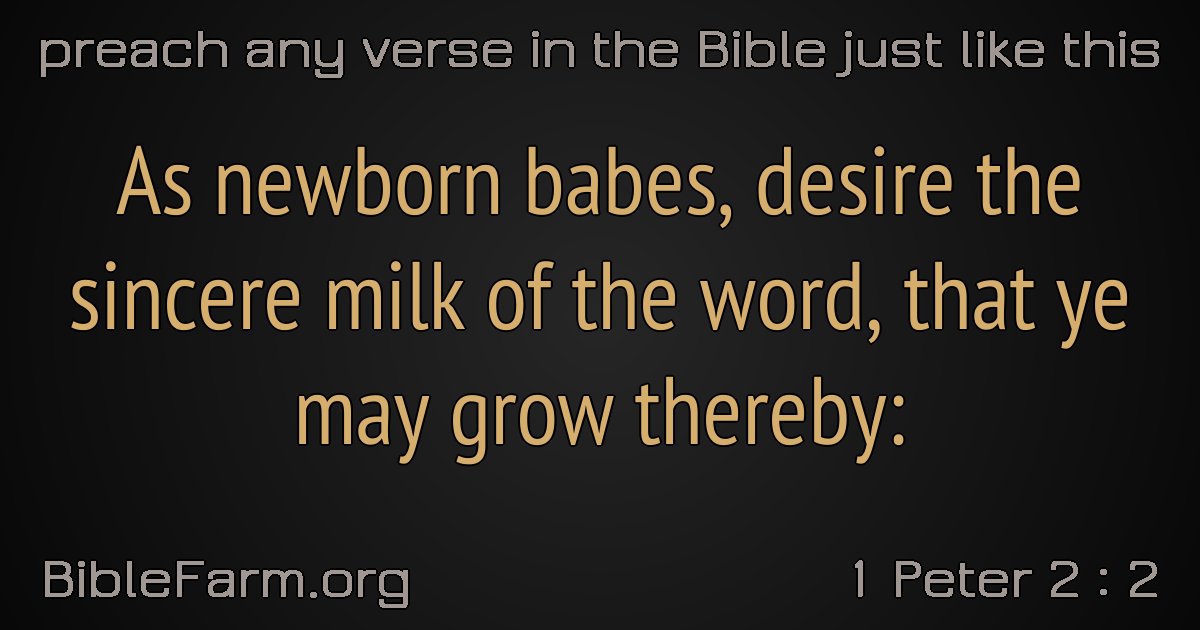 preach any verse in the Bible just like this
As newborn babes, desire the
sincere milk of the word, that ye
may grow thereby:
BibleFarm.org
1 Peter 2 : 2